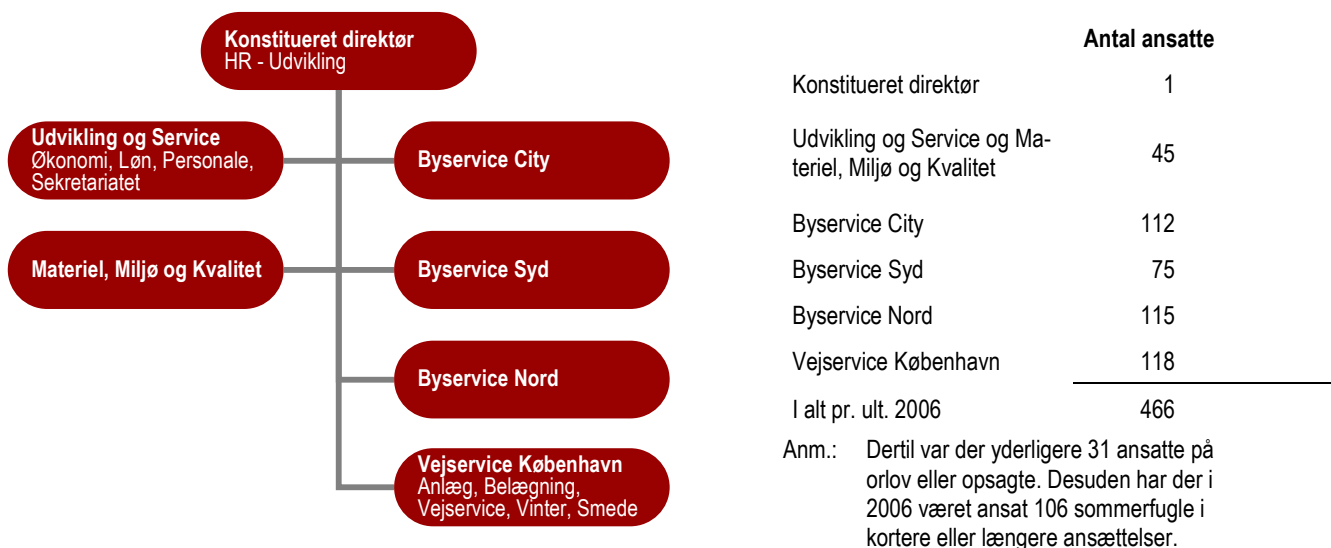 Konstitueret direktør
HR - Udvikling
Udvikling og Service
Økonomi, Løn, Personale,
Sekretariatet
Byservice City
Materiel, Miljø og Kvalitet
Byservice Syd
Byservice Nord
Vejservice København
Anlæg, Belægning,
Vejservice, Vinter, Smede
Antal ansatte
Konstitueret direktør 1
Udvikling og Service og Ma-
teriel, Miljø og Kvalitet 45
Byservice City 112
Byservice Syd 75
Byservice Nord 115
Vejservice København 118
I alt pr. ult. 2006 466
Anm.: Dertil var der yderligere 31 ansatte på
orlov eller opsagte. Desuden har der i
2006 været ansat 106 sommerfugle i
kortere eller længere ansættelser.